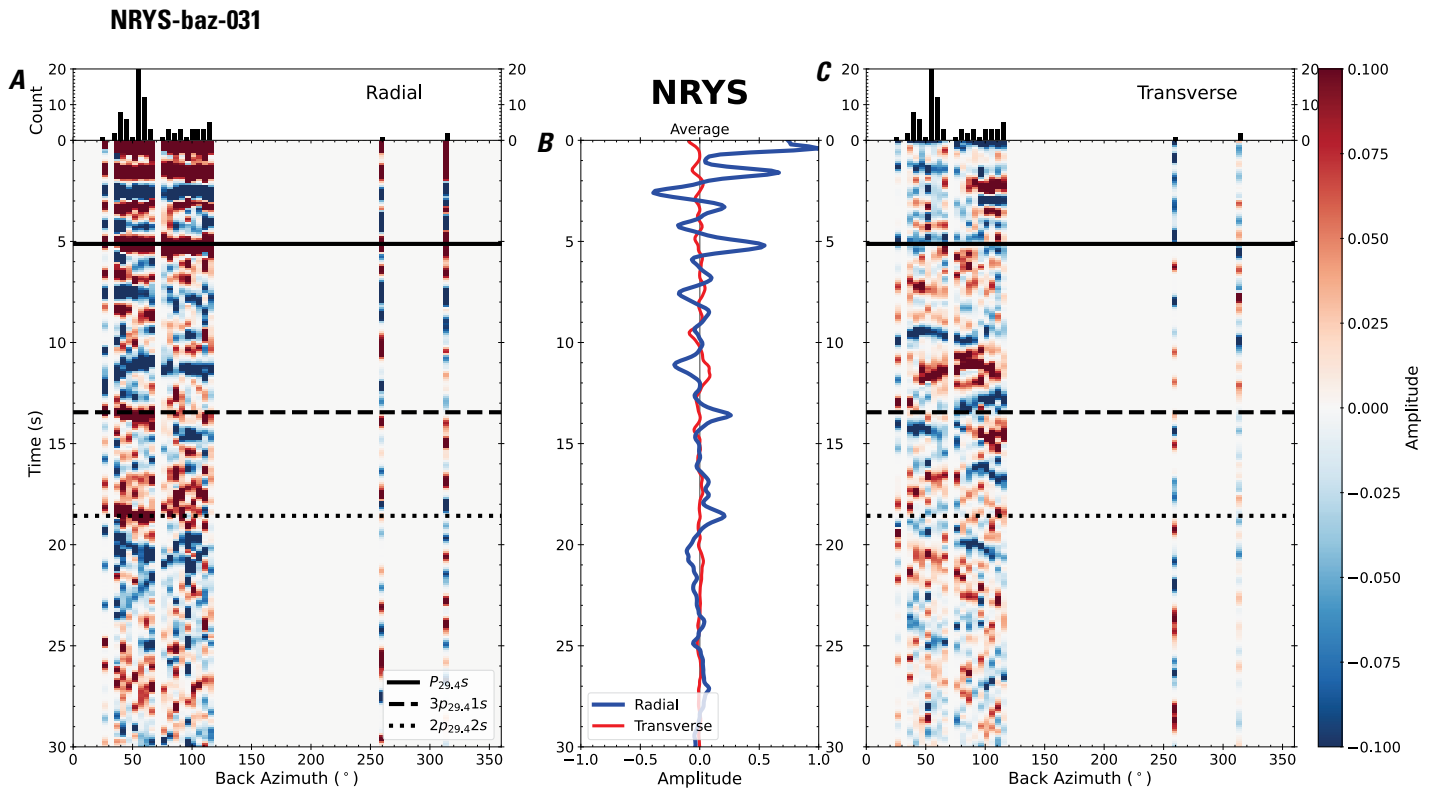 NRYS-baz-031
A
20
10
0
Count
Radial
20
10
0
0
5
10
15
20
25
30
Time (s)
P29.4s
3p29.41s
2p29.42s
0 50 100 150 200 250 300 350
Back Azimuth (°)
NRYS
Average
B
0
5
10
15
20
25
30
Radial
Transverse
−1.0 −0.5 0.0 0.5 1.0
Amplitude
C
20
10
0
Transverse
20
10
0
0
5
10
15
20
25
30
0 50 100 150 200 250 300 350
Back Azimuth (°)
0.100
0.075
0.050
0.025
0.000
−0.025
−0.050
−0.075
−0.100
Amplitude